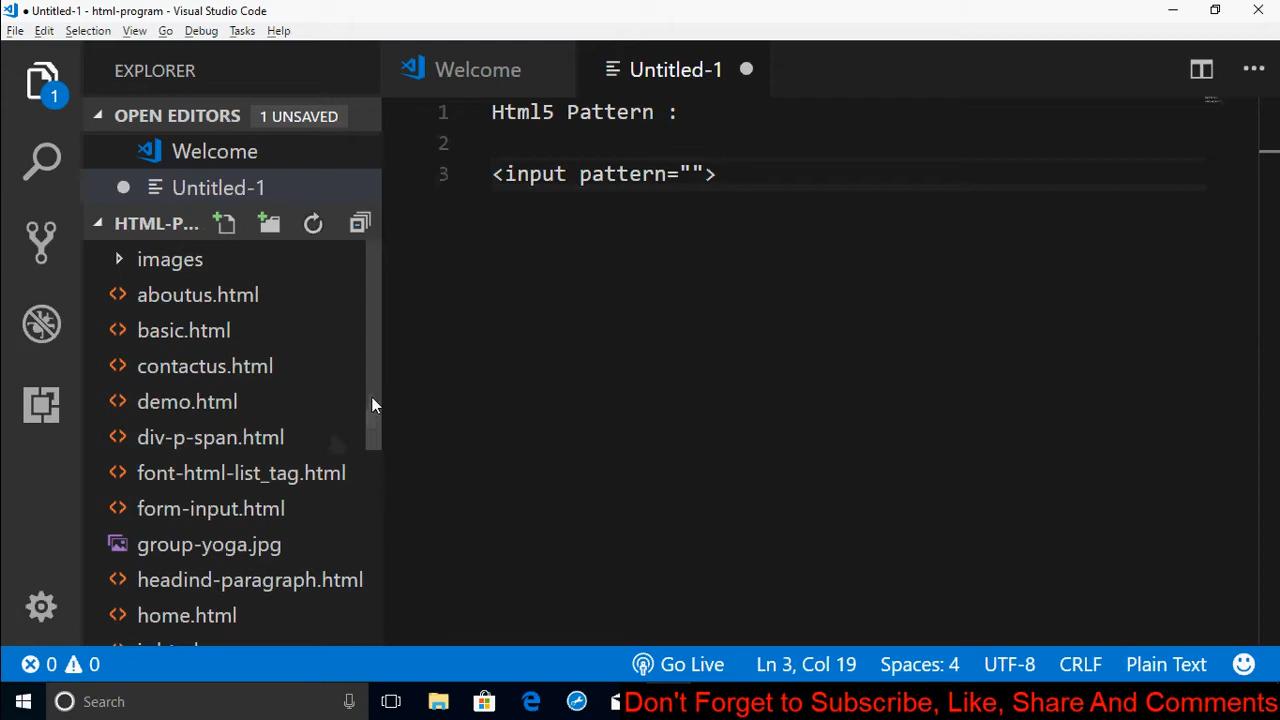 ● Untitled-1 - html-program - Visual Studio Code
File Edit Selection View Go Debug Tasks Help
EXPLORER
Welcome
Untitled-1
1
OPEN EDITORS 1 UNSAVED
Welcome
Untitled-1
HTML-P...
images
aboutus.html
basic.html
contactus.html
demo.html
div-p-span.html
font-html-list_tag.html
form-input.html
group-yoga.jpg
headind-paragraph.html
home.html
1 Html5 Pattern :
2
3 <input pattern="">
0 0 Go Live Ln 3, Col 19 Spaces: 4 UTF-8 CRLF Plain Text
Search
Don't Forget to Subscribe, Like, Share And Comments